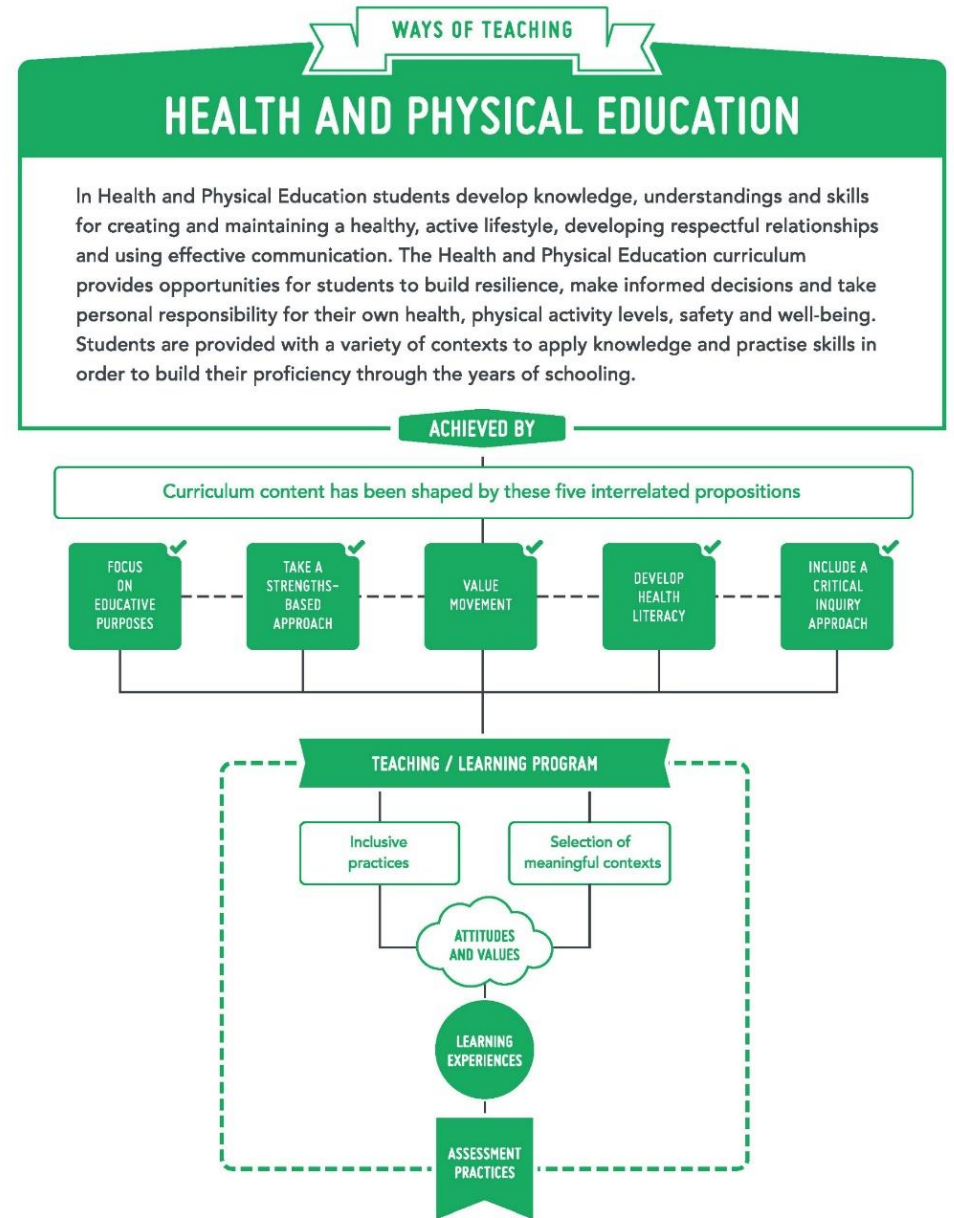 WAYS OF TEACHING
HEALTH AND PHYSICAL EDUCATION
In Health and Physical Education students develop knowledge, understandings and skills
for creating and maintaining a healthy, active lifestyle, developing respectful relationships
and using effective communication. The Health and Physical Education curriculum
provides opportunities for students to build resilience, make informed decisions and take
personal responsibility for their own health, physical activity levels, safety and well-being.
Students are provided with a variety of contexts to apply knowledge and practise skills in
order to build their proficiency through the years of schooling.
ACHIEVED BY
Curriculum content has been shaped by these five interrelated propositions
FOCUS
ON
EDUCATIVE
PURPOSES
TAKE A
STRENGTHS-
BASED
APPROACH
VALUE
MOVEMENT
DEVELOP
HEALTH
LITERACY
INCLUDE A
CRITICAL
INQUIRY
APPROACH
TEACHING / LEARNING PROGRAM
Inclusive
practices
Selection of
meaningful contexts
ATTITUDES
AND VALUES
LEARNING
EXPERIENCES
ASSESSMENT
PRACTICES